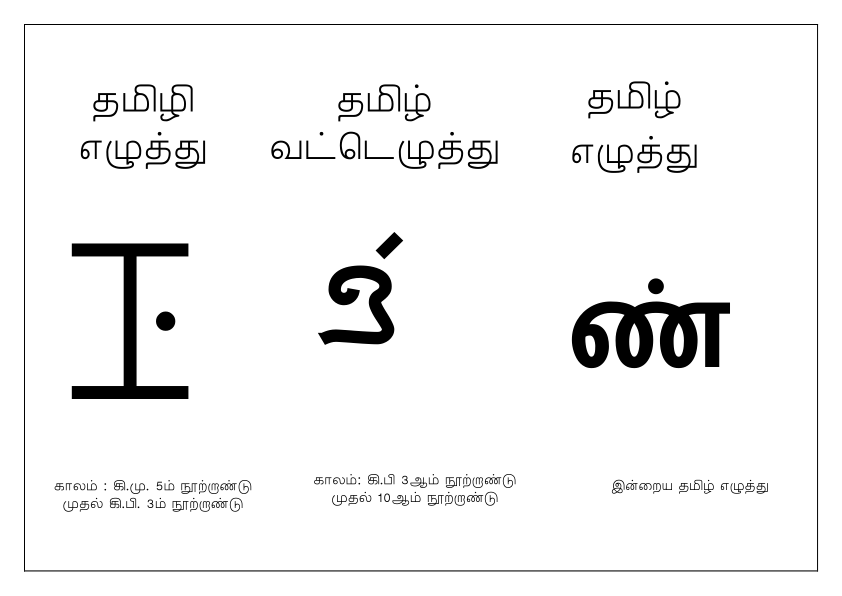 தமிழி
எழுத்து
தமிழ்
வட்டெழுத்து
தமிழ்
எழுத்து
ண்
காலம் : கி.மு. 5ம் நூற்றாண்டு
முதல் கி.பி. 3ம் நூற்றாண்டு
காலம்: கி.பி 3ஆம் நூற்றாண்டு
முதல் 10ஆம் நூற்றாண்டு
இன்றைய தமிழ் எழுத்து